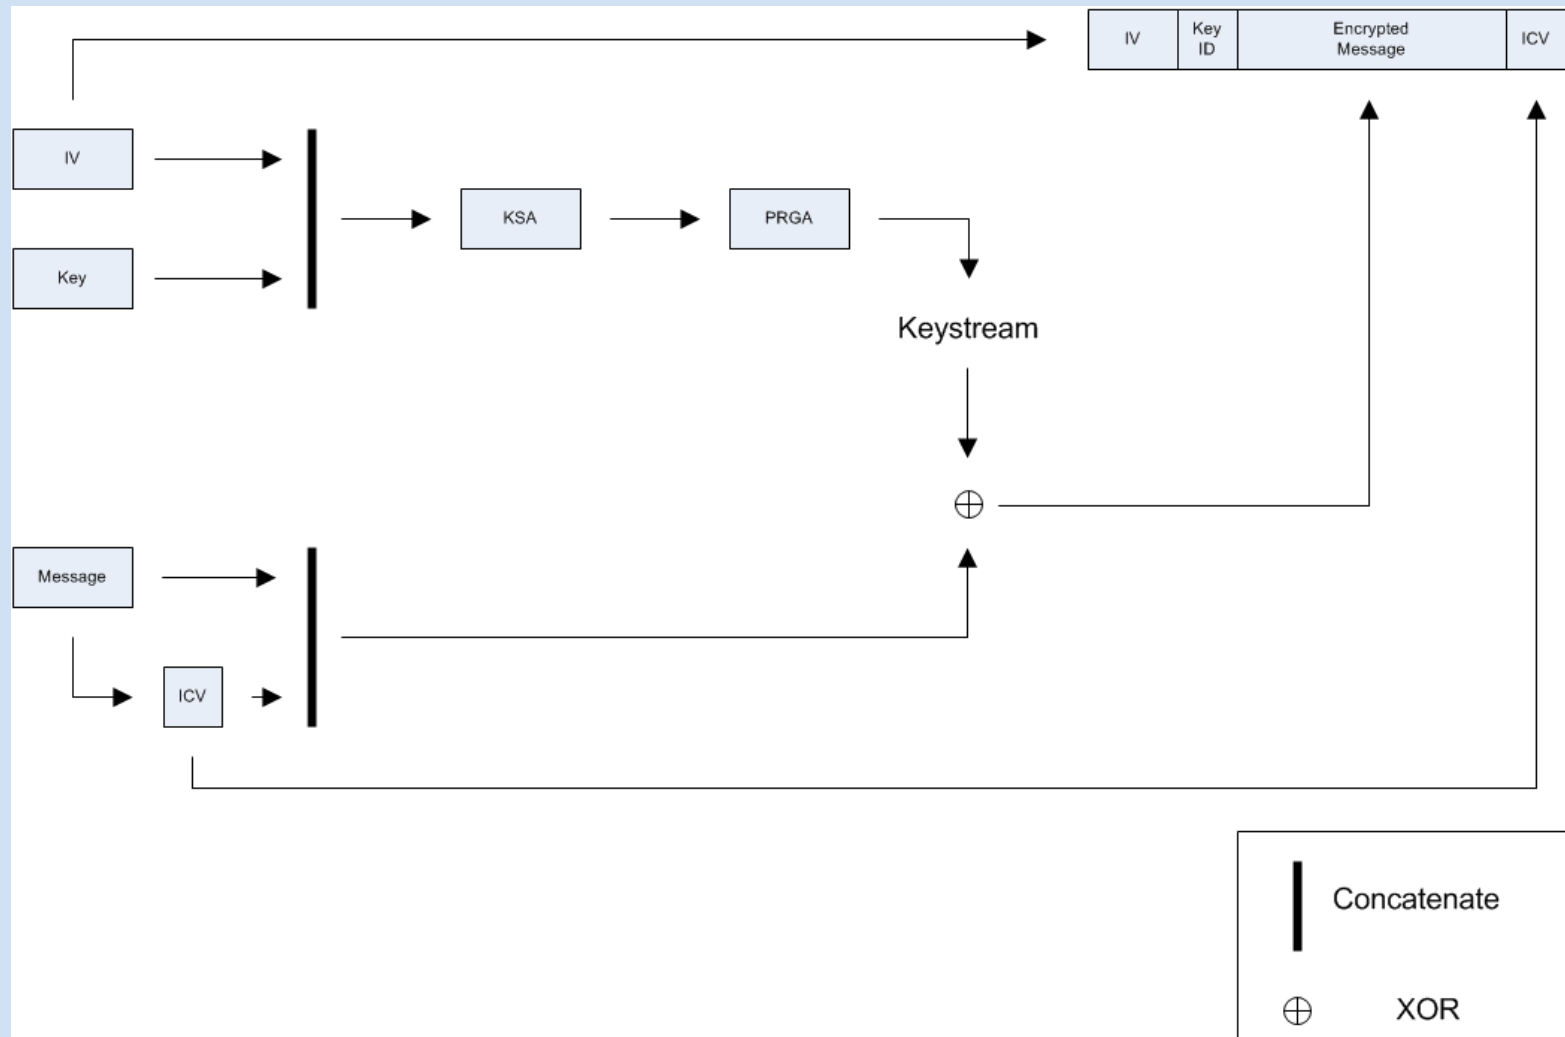 IV
Key
ID
Encrypted
Message
ICV
IV
KSA
PRGA
Key
Keystream
Message
ICV
Concatenate
XOR